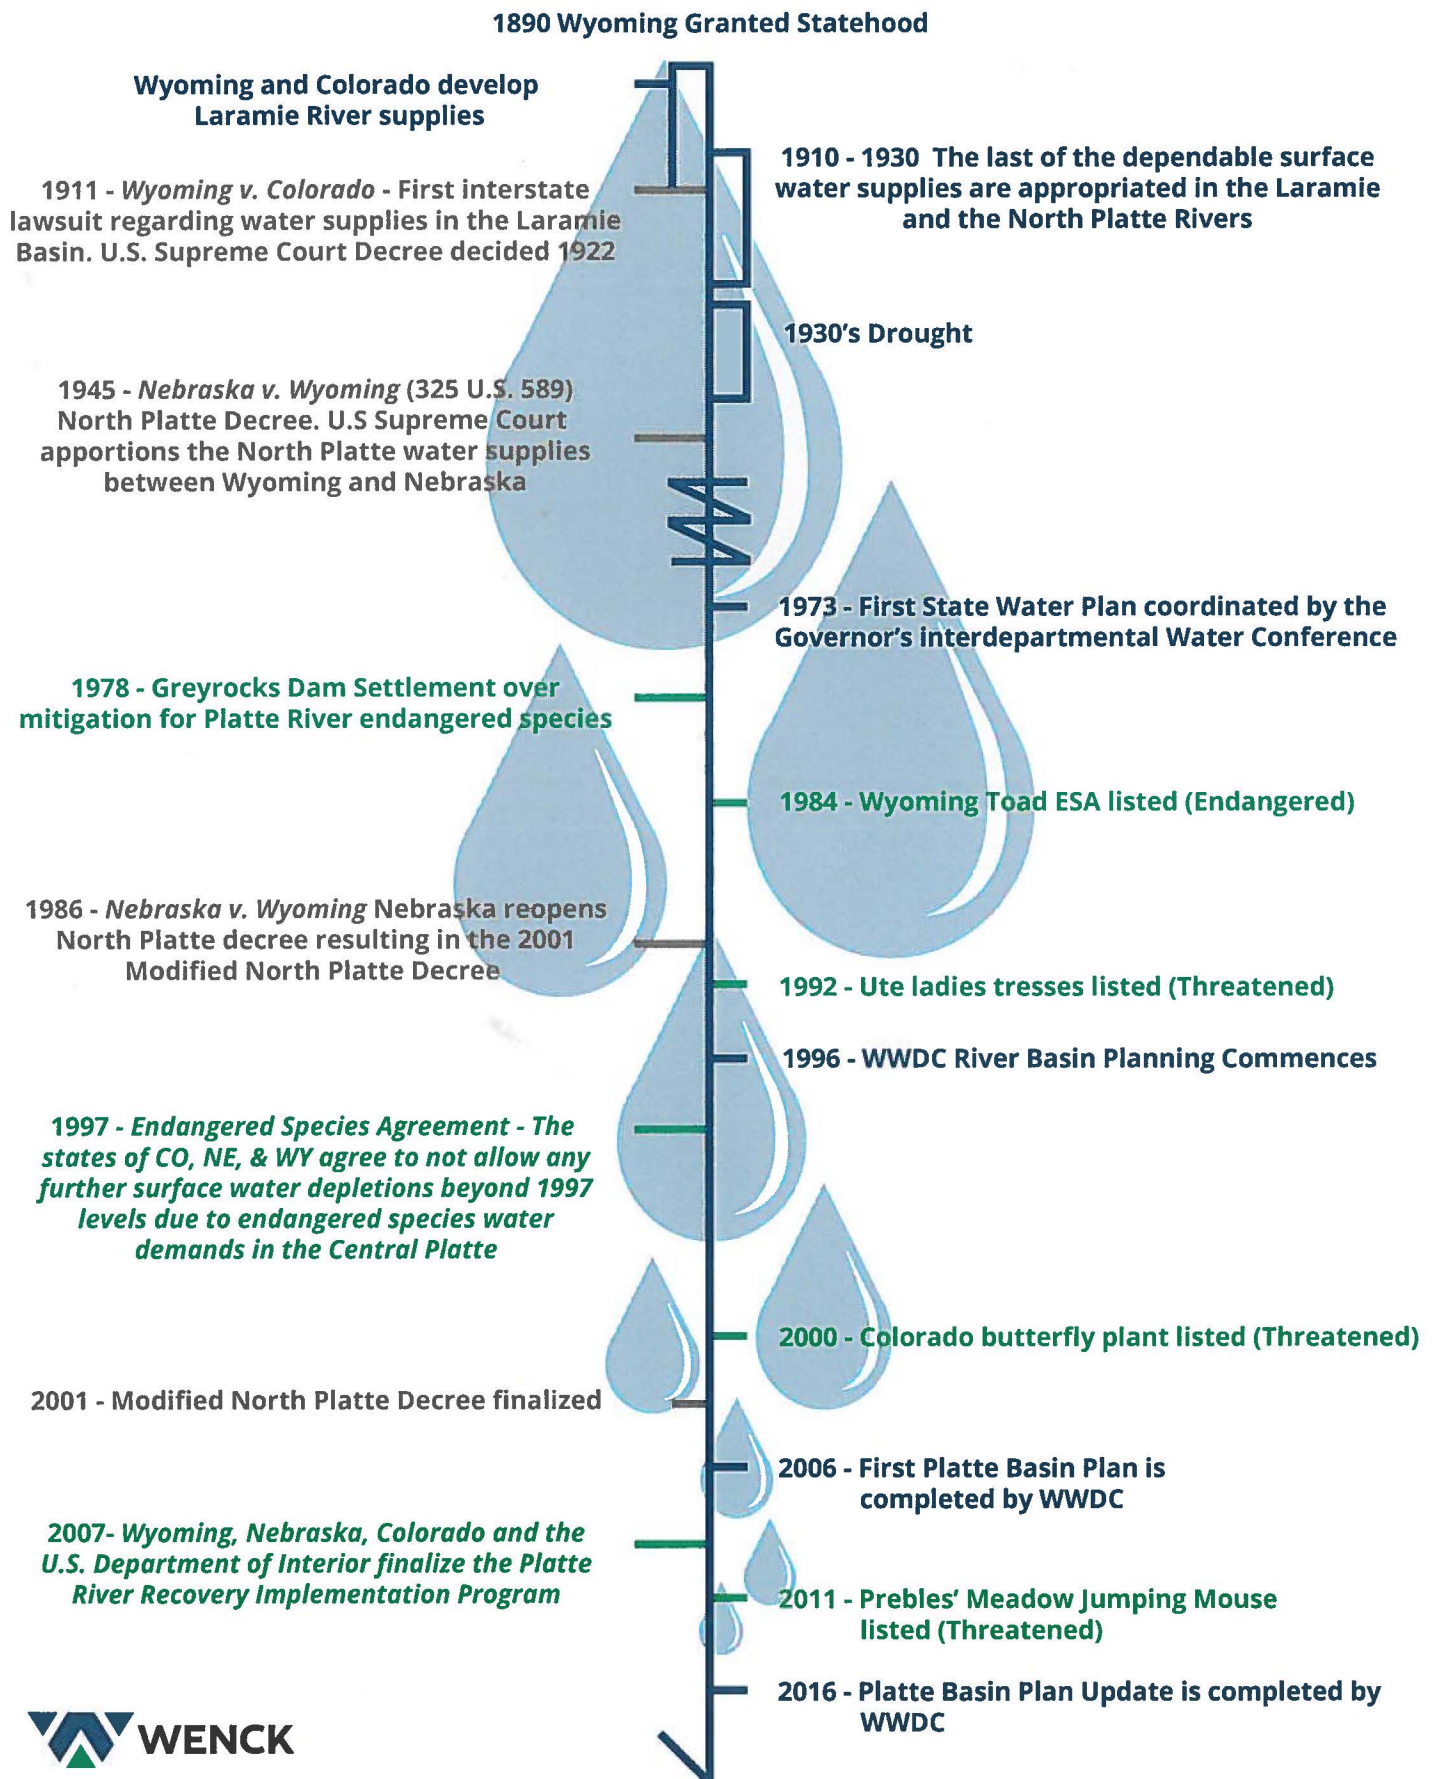 1890 Wyoming Granted Statehood
Wyoming and Colorado develop
Laramie River supplies
1910 - 1930 The last of the dependable surface
water supplies are appropriated in the Laramie
and the North Platte Rivers
1911 - Wyoming v. Colorado - First interstate
lawsuit regarding water supplies in the Laramie
Basin. U.S. Supreme Court Decree decided 1922
1930's Drought
1945 - Nebraska v. Wyoming (325 U.S. 589)
North Platte Decree. U.S Supreme Court
apportions the North Platte water supplies
between Wyoming and Nebraska
1973 - First State Water Plan coordinated by the
Governor's interdepartmental Water Conference
1978 - Greyrocks Dam Settlement over
mitigation for Platte River endangered species
1984 - Wyoming Toad ESA listed (Endangered)
1986 - Nebraska v. Wyoming Nebraska reopens
North Platte decree resulting in the 2001
Modified North Platte Decree
1992 - Ute ladies tresses listed (Threatened)
1996 - WWDC River Basin Planning Commences
1997 - Endangered Species Agreement - The
states of CO, NE, & WY agree to not allow any
further surface water depletions beyond 1997
levels due to endangered species water
demands in the Central Platte
2000 - Colorado butterfly plant listed (Threatened)
2001 - Modified North Platte Decree finalized
2006 - First Platte Basin Plan is
completed by WWDC
2007- Wyoming, Nebraska, Colorado and the
U.S. Department of Interior finalize the Platte
River Recovery Implementation Program
2011 - Prebles' Meadow Jumping Mouse
listed (Threatened)
2016 - Platte Basin Plan Update is completed by
WWDC
WENCK